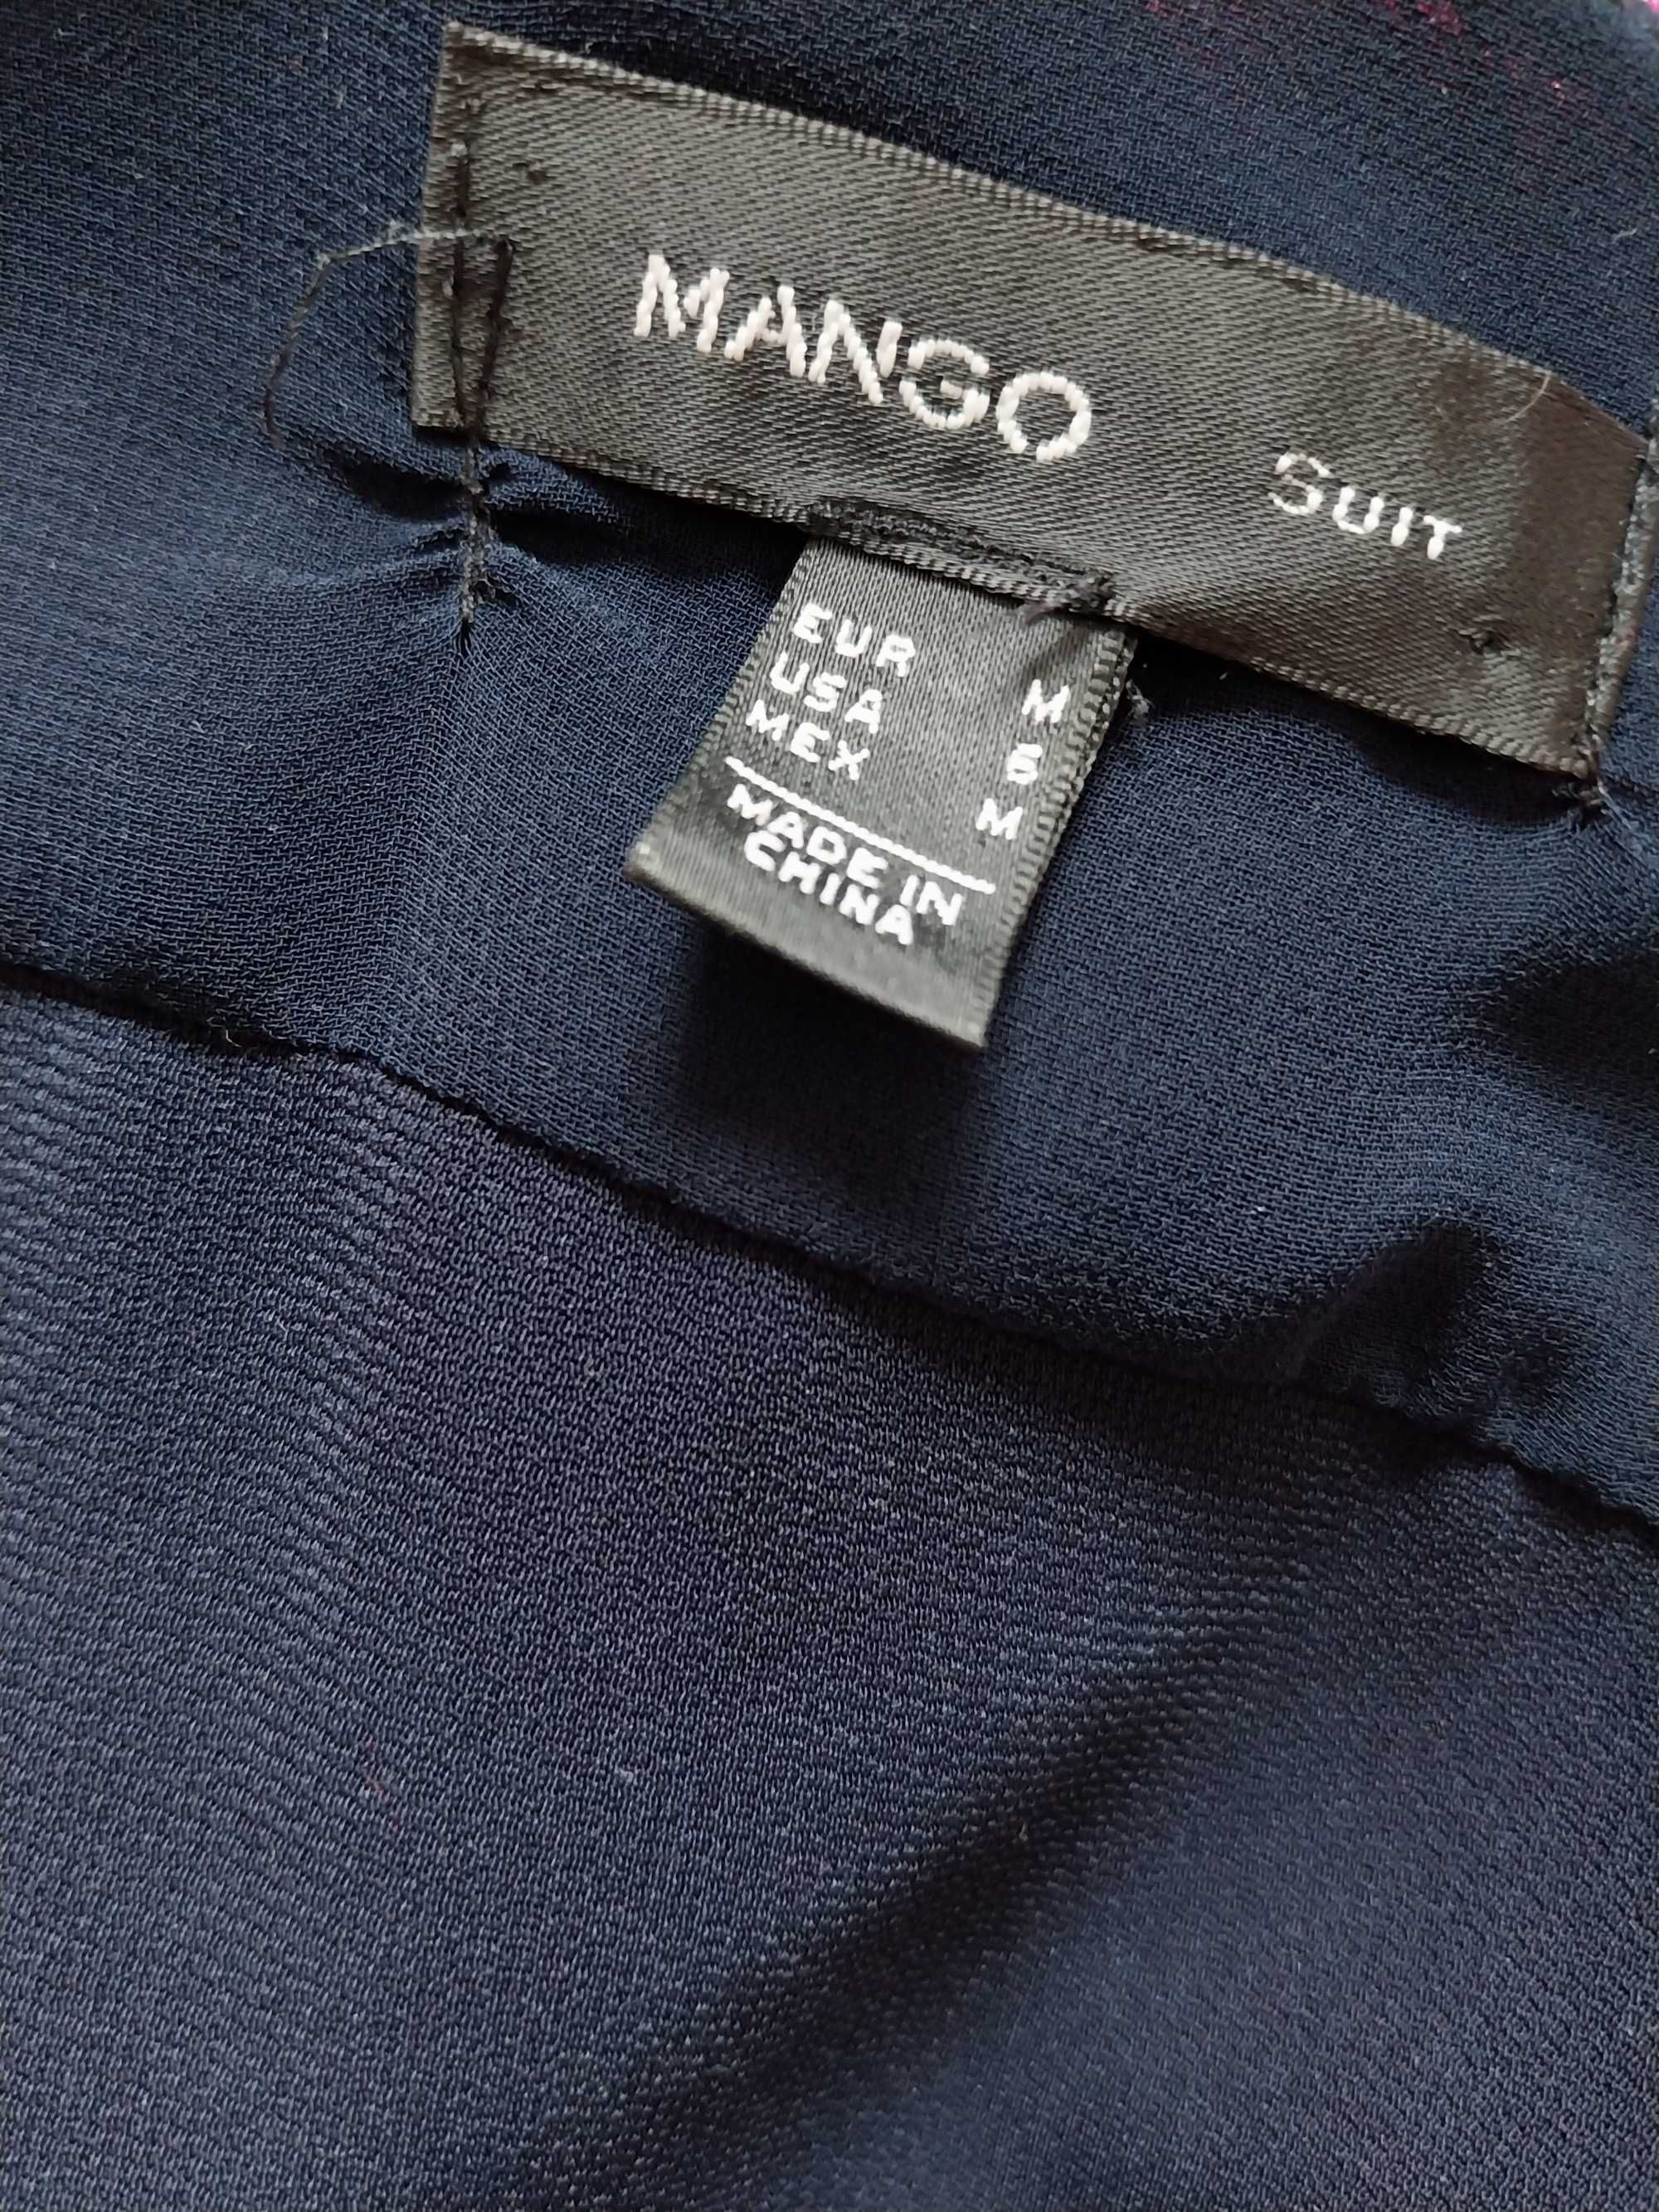 MANGO SUIT
EUR M
USA 6
MEX M
MADE IN
CHINA